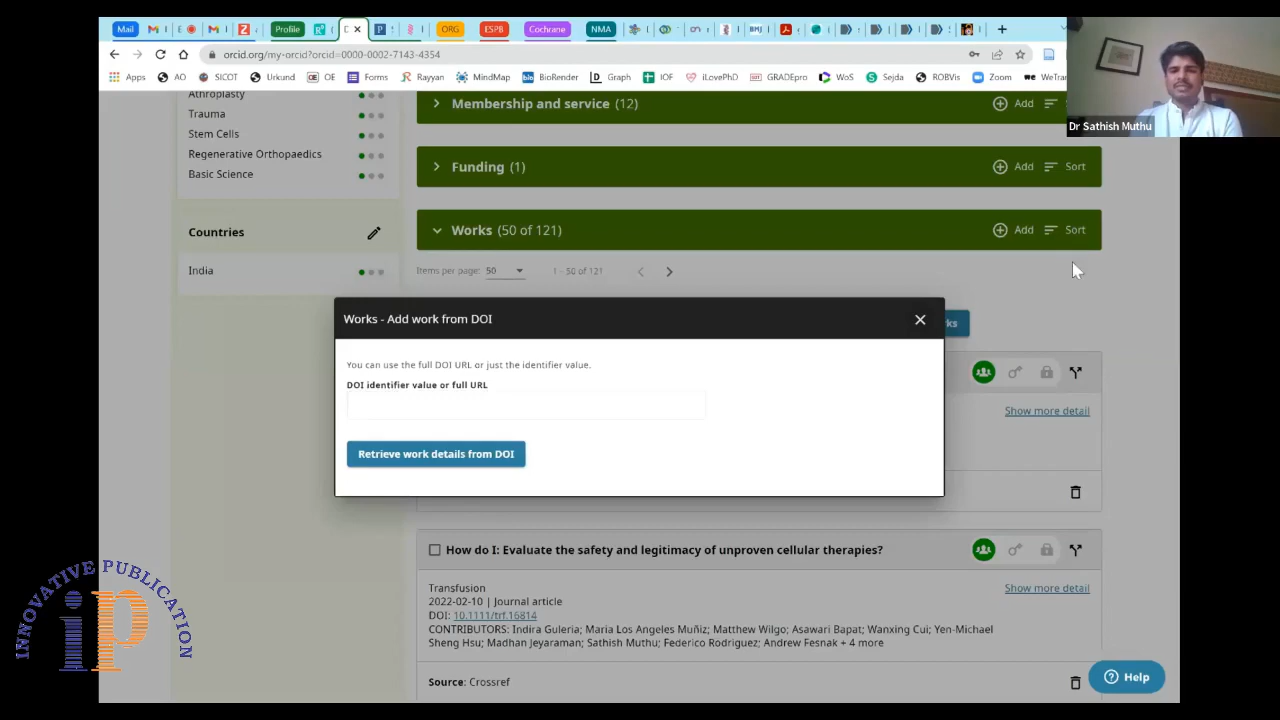 Mail
Profile
ORG
ESPB
Cochrane
NMA
BMJ
orcid.org/my-orcid?orcid=0000-0002-7143-4354
Apps AO SICOT Urkund OE Forms Rayyan MindMap BioRender Graph IOF iLovePhD GRADEpro WoS Sejda ROBVis Zoom WeTra
Dr Sathish Muthu
Athroplasty
Trauma
Stem Cells
Regenerative Orthopaedics
Basic Science
Countries
India
Membership and service (12) Add
Funding (1) Add Sort
Works (50 of 121) Add Sort
Items per page: 50 1 – 50 of 121
Works - Add work from DOI
You can use the full DOI URL or just the identifier value.
DOI identifier value or full URL
Retrieve work details from DOI
ks
Show more detail
How do I: Evaluate the safety and legitimacy of unproven cellular therapies?
Transfusion
Show more detail
2022-02-10 | Journal article
DOI: 10.1111/trf.16814
CONTRIBUTORS: Indira Guleria; Maria Los Angeles Muñiz; Matthew Wilgo; Asawari Bapat; Wanxing Cui; Yen-Michael
Sheng Hsu; Madhan Jeyaraman; Sathish Muthu; Federico Rodriguez; Andrew Fesnak + 4 more
Source: Crossref
Help
INNOVATIVE PUBLICATION
ip